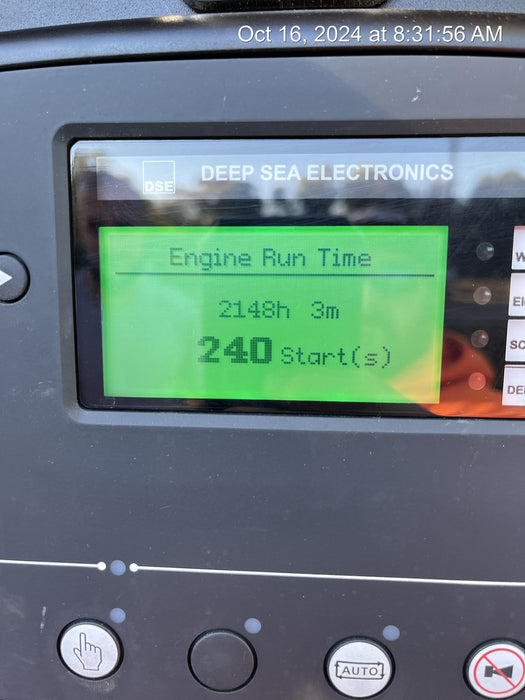 Oct 16, 2024 at 8:31:56 AM
DSE DEEP SEA ELECTRONICS
Engine Run Time
2148h 3m
240 Start(s)
AUTO